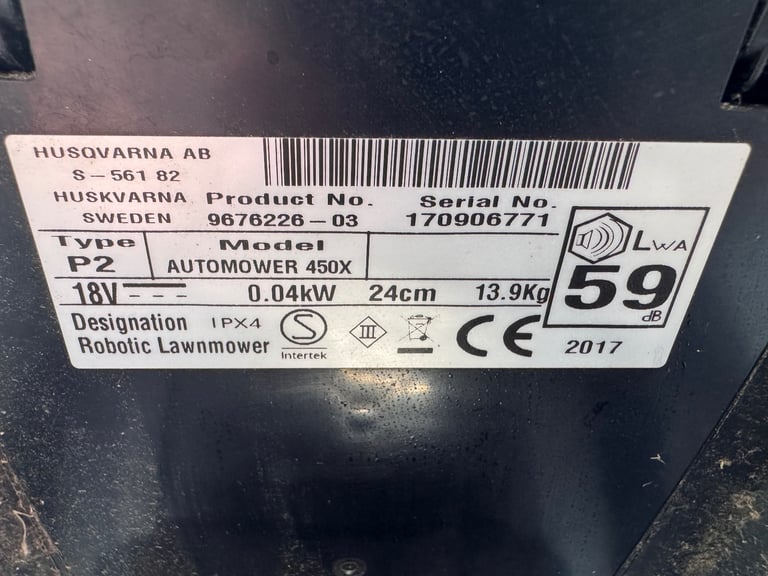 HUSQVARNA AB
S-561 82
HUSKVARNA
SWEDEN
Product No.
9676226-03
Serial No.
170906771
Type
P2
Model
AUTOMOWER 450X
LWA
59
dB
18V 0.04kW 24cm 13.9Kg
Designation IPX4
Robotic Lawnmower
S
Intertek
III
CE
2017